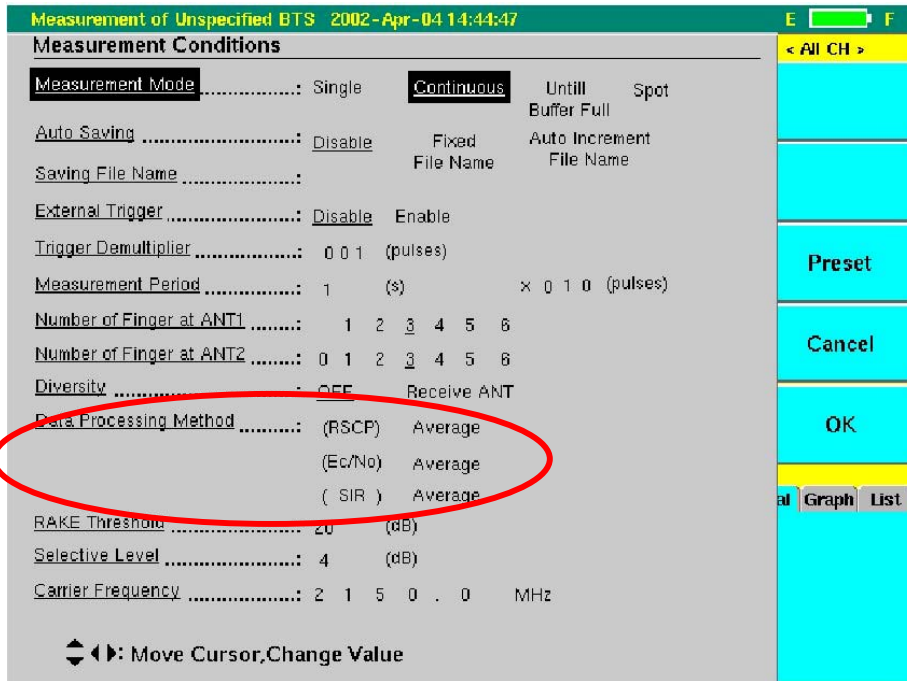 Measurement of Unspecified BTS 2002-Apr-04 14:44:47 E F
Measurement Conditions
< All CH >
Measurement Mode ................: Single Continuous Untill Buffer Full Spot
Auto Saving ..........................: Disable Fixed File Name Auto Increment File Name
Saving File Name ...................:
External Trigger ......................: Disable Enable
Trigger Demultiplier ..................: 0 0 1 (pulses)
Measurement Period ................: 1 (s) × 0 1 0 (pulses)
Number of Finger at ANT1 ........: 1 2 3 4 5 6
Number of Finger at ANT2 ........: 0 1 2 3 4 5 6
Diversity ..............................: OFF Receive ANT
Data Processing Method ..........: (RSCP) Average
(Ec/No) Average
( SIR ) Average
RAKE Threshold ......................: 20 (dB)
Selective Level .......................: 4 (dB)
Carrier Frequency ...................: 2 1 5 0 . 0 MHz
: Move Cursor,Change Value
Preset
Cancel
OK
al Graph List